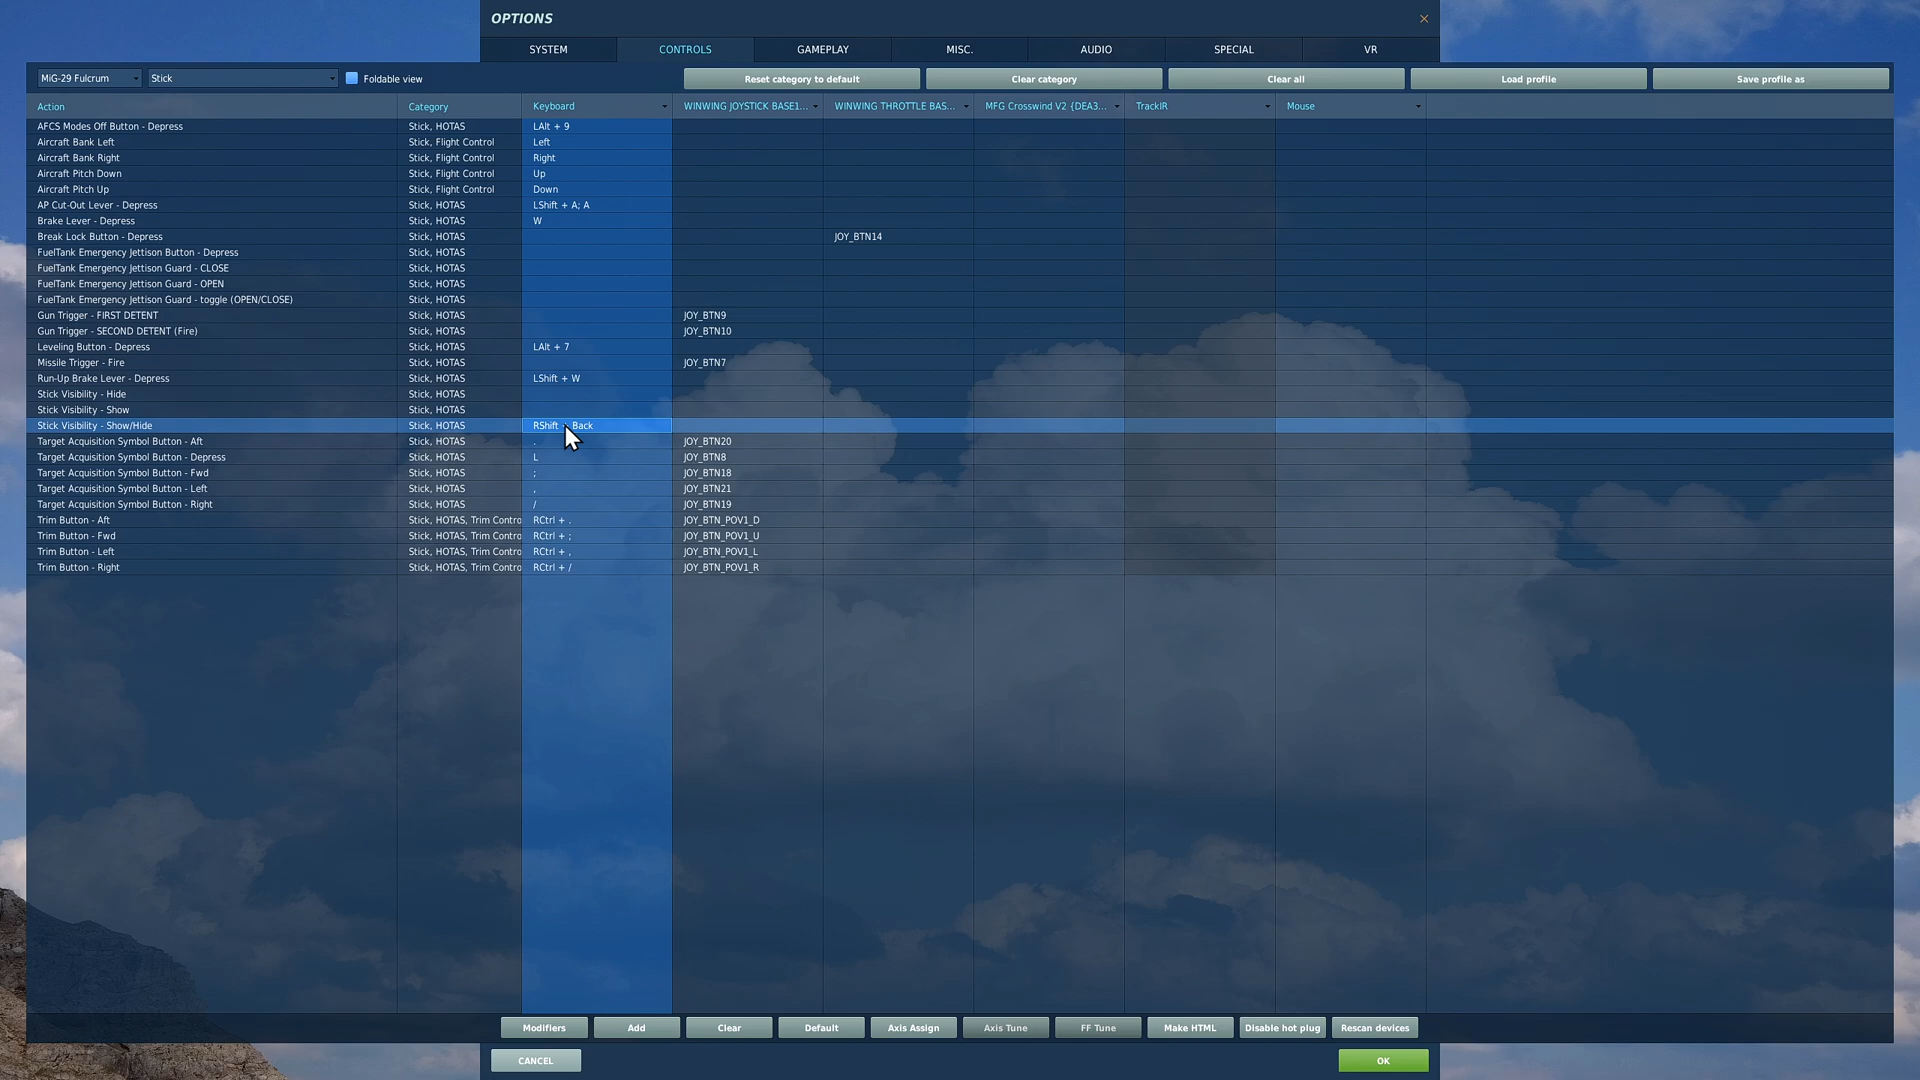 OPTIONS
SYSTEM CONTROLS GAMEPLAY MISC. AUDIO SPECIAL VR
MiG-29 Fulcrum Stick Foldable view Reset category to default Clear category Clear all Load profile Save profile as
Action Category Keyboard WINWING JOYSTICK BASE1... WINWING THROTTLE BAS... MFG Crosswind V2 {DEA3... TrackIR Mouse
AFCS Modes Off Button - Depress Stick, HOTAS LAlt + 9
Aircraft Bank Left Stick, Flight Control Left
Aircraft Bank Right Stick, Flight Control Right
Aircraft Pitch Down Stick, Flight Control Up
Aircraft Pitch Up Stick, Flight Control Down
AP Cut-Out Lever - Depress Stick, HOTAS LShift + A; A
Brake Lever - Depress Stick, HOTAS W
Break Lock Button - Depress Stick, HOTAS JOY_BTN14
FuelTank Emergency Jettison Button - Depress Stick, HOTAS
FuelTank Emergency Jettison Guard - CLOSE Stick, HOTAS
FuelTank Emergency Jettison Guard - OPEN Stick, HOTAS
FuelTank Emergency Jettison Guard - toggle (OPEN/CLOSE) Stick, HOTAS
Gun Trigger - FIRST DETENT Stick, HOTAS JOY_BTN9
Gun Trigger - SECOND DETENT (Fire) Stick, HOTAS JOY_BTN10
Leveling Button - Depress Stick, HOTAS LAlt + 7
Missile Trigger - Fire Stick, HOTAS JOY_BTN7
Run-Up Brake Lever - Depress Stick, HOTAS LShift + W
Stick Visibility - Hide Stick, HOTAS
Stick Visibility - Show Stick, HOTAS
Stick Visibility - Show/Hide Stick, HOTAS RShift + Back
Target Acquisition Symbol Button - Aft Stick, HOTAS . JOY_BTN20
Target Acquisition Symbol Button - Depress Stick, HOTAS L JOY_BTN8
Target Acquisition Symbol Button - Fwd Stick, HOTAS ; JOY_BTN18
Target Acquisition Symbol Button - Left Stick, HOTAS , JOY_BTN21
Target Acquisition Symbol Button - Right Stick, HOTAS / JOY_BTN19
Trim Button - Aft Stick, HOTAS, Trim Contro RCtrl + . JOY_BTN_POV1_D
Trim Button - Fwd Stick, HOTAS, Trim Contro RCtrl + ; JOY_BTN_POV1_U
Trim Button - Left Stick, HOTAS, Trim Contro RCtrl + , JOY_BTN_POV1_L
Trim Button - Right Stick, HOTAS, Trim Contro RCtrl + / JOY_BTN_POV1_R
Modifiers Add Clear Default Axis Assign Axis Tune FF Tune Make HTML Disable hot plug Rescan devices
CANCEL OK